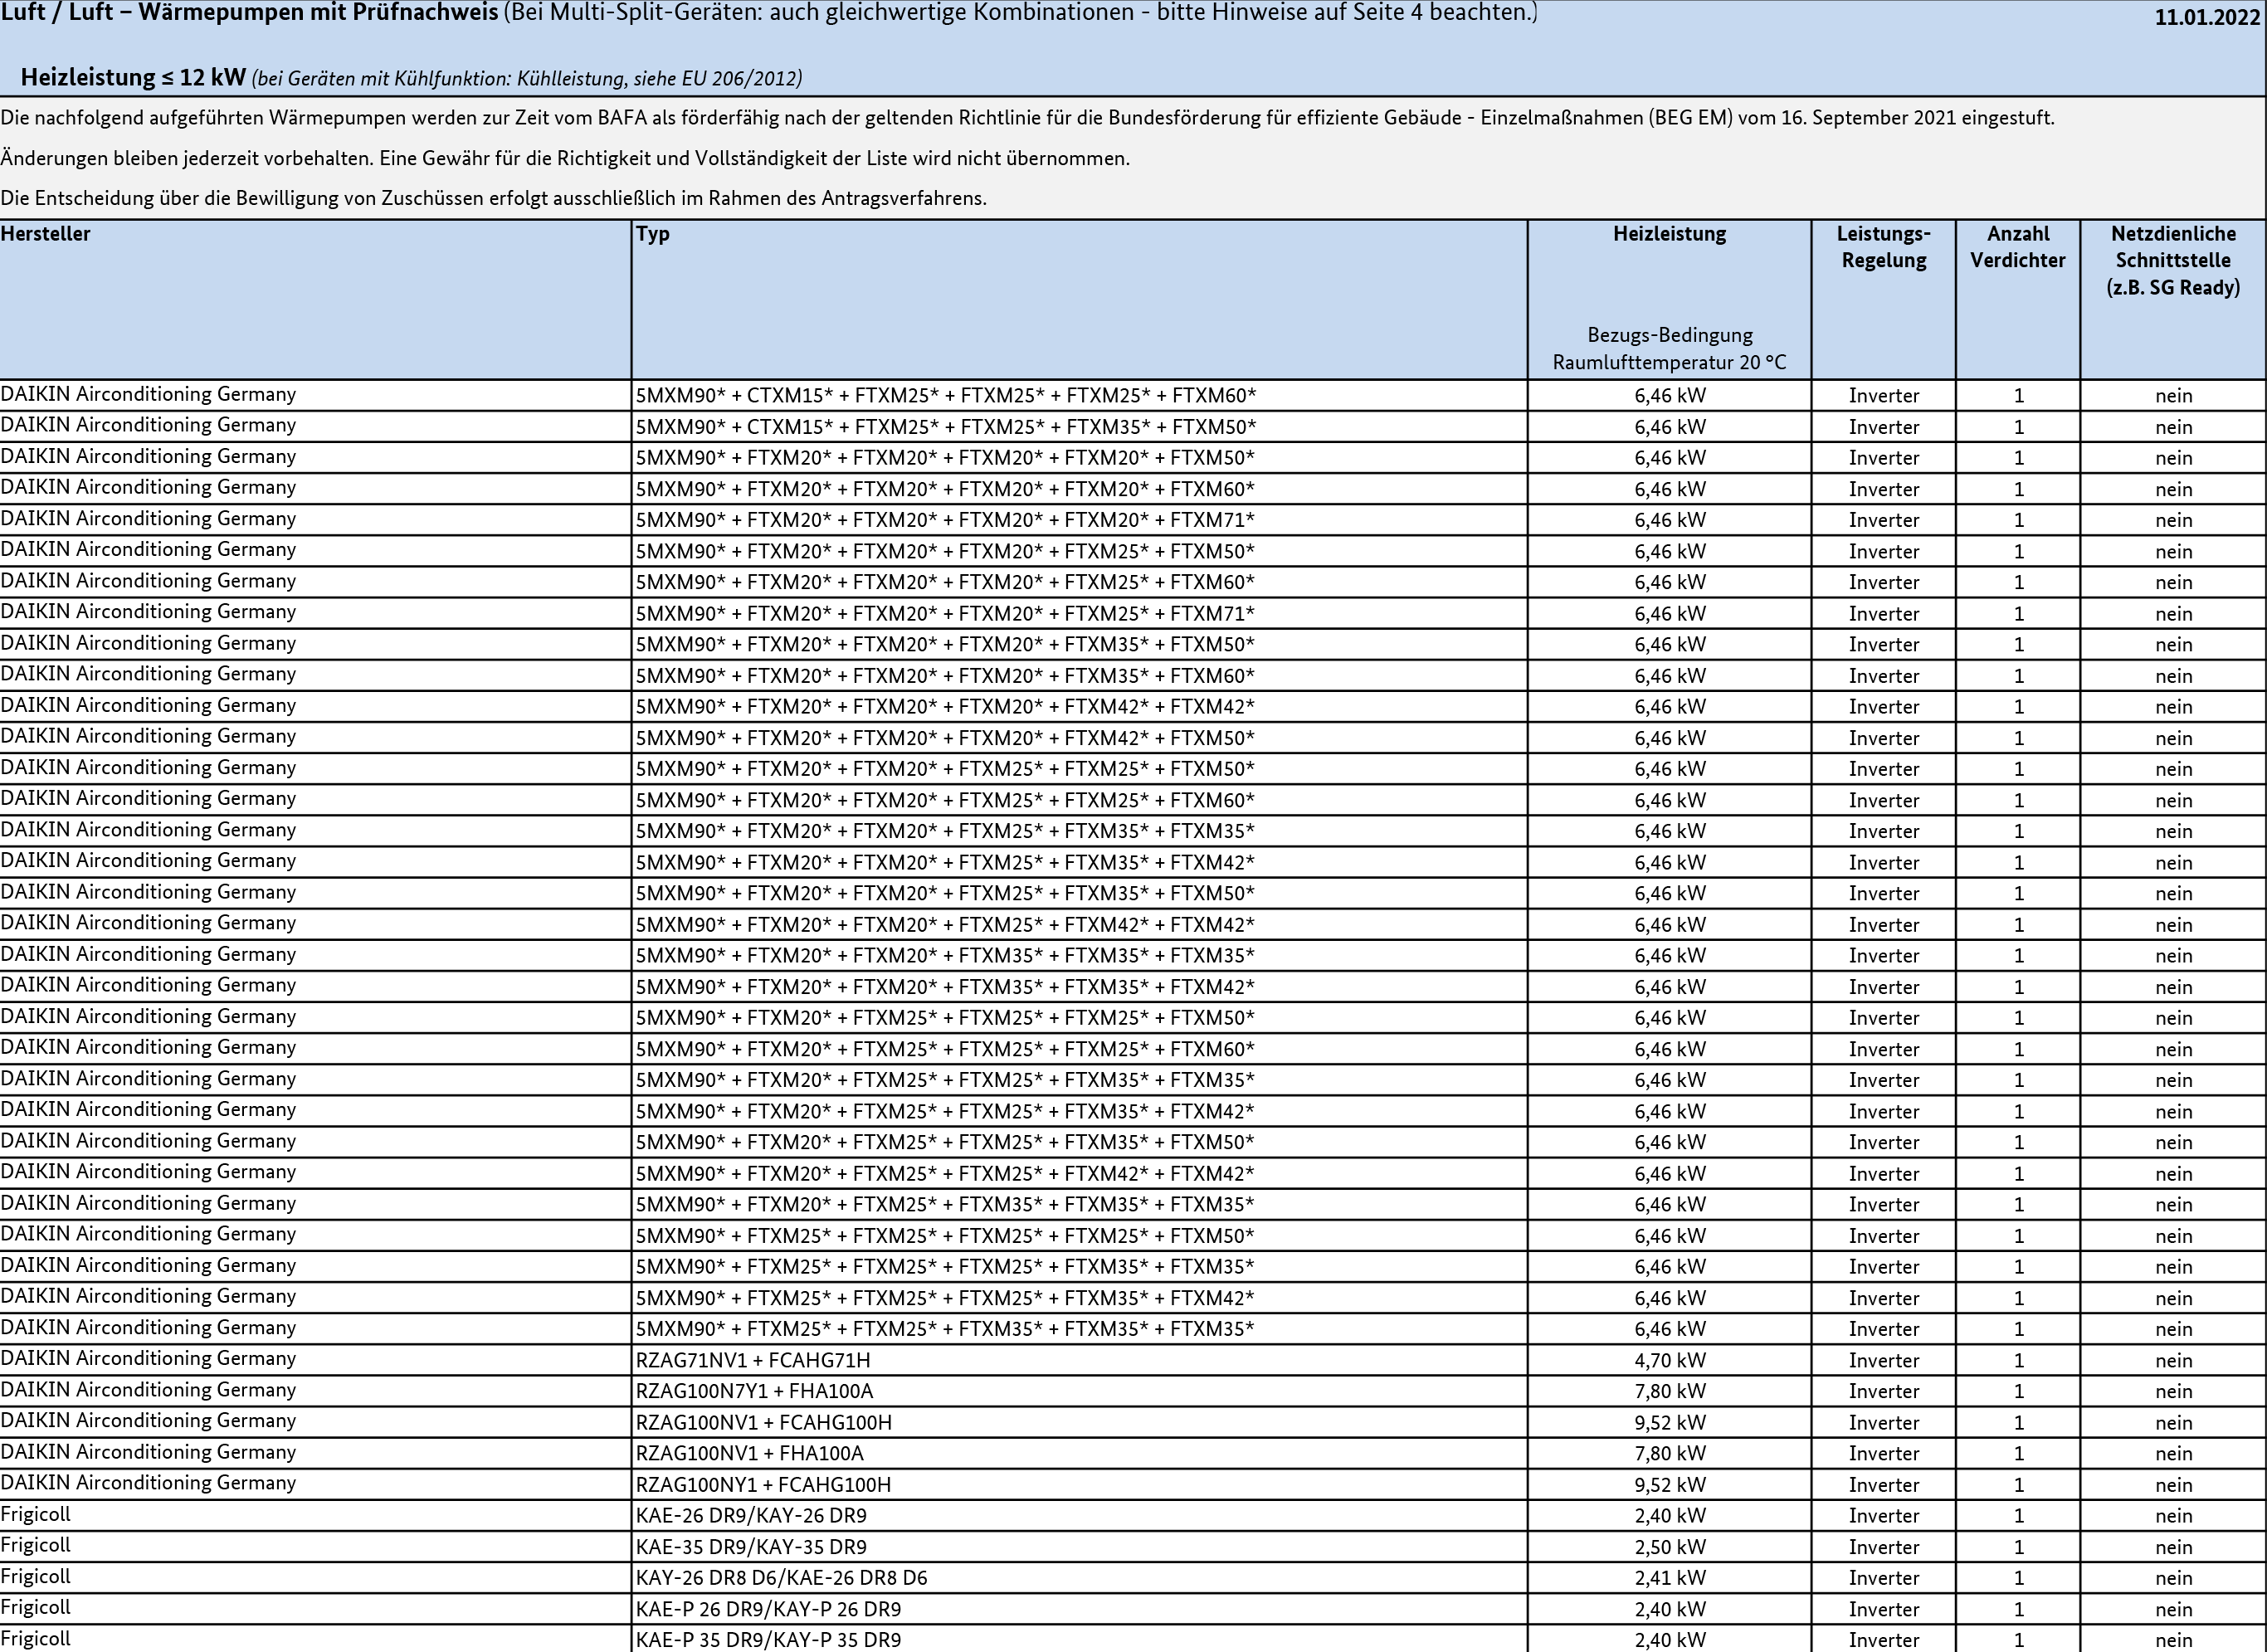 Luft / Luft – Wärmepumpen mit Prüfnachweis (Bei Multi-Split-Geräten: auch gleichwertige Kombinationen - bitte Hinweise auf Seite 4 beachten.) 11.01.2022
Heizleistung ≤ 12 kW (bei Geräten mit Kühlfunktion: Kühlleistung, siehe EU 206/2012)
Die nachfolgend aufgeführten Wärmepumpen werden zur Zeit vom BAFA als förderfähig nach der geltenden Richtlinie für die Bundesförderung für effiziente Gebäude - Einzelmaßnahmen (BEG EM) vom 16. September 2021 eingestuft.
Änderungen bleiben jederzeit vorbehalten. Eine Gewähr für die Richtigkeit und Vollständigkeit der Liste wird nicht übernommen.
Die Entscheidung über die Bewilligung von Zuschüssen erfolgt ausschließlich im Rahmen des Antragsverfahrens.
Hersteller Typ Heizleistung Leistungs- Anzahl Netzdienliche
Regelung Verdichter Schnittstelle
(z.B. SG Ready)
Bezugs-Bedingung
Raumlufttemperatur 20 °C
DAIKIN Airconditioning Germany 5MXM90* + CTXM15* + FTXM25* + FTXM25* + FTXM25* + FTXM60* 6,46 kW Inverter 1 nein
DAIKIN Airconditioning Germany 5MXM90* + CTXM15* + FTXM25* + FTXM25* + FTXM35* + FTXM50* 6,46 kW Inverter 1 nein
DAIKIN Airconditioning Germany 5MXM90* + FTXM20* + FTXM20* + FTXM20* + FTXM20* + FTXM50* 6,46 kW Inverter 1 nein
DAIKIN Airconditioning Germany 5MXM90* + FTXM20* + FTXM20* + FTXM20* + FTXM20* + FTXM60* 6,46 kW Inverter 1 nein
DAIKIN Airconditioning Germany 5MXM90* + FTXM20* + FTXM20* + FTXM20* + FTXM20* + FTXM71* 6,46 kW Inverter 1 nein
DAIKIN Airconditioning Germany 5MXM90* + FTXM20* + FTXM20* + FTXM20* + FTXM25* + FTXM50* 6,46 kW Inverter 1 nein
DAIKIN Airconditioning Germany 5MXM90* + FTXM20* + FTXM20* + FTXM20* + FTXM25* + FTXM60* 6,46 kW Inverter 1 nein
DAIKIN Airconditioning Germany 5MXM90* + FTXM20* + FTXM20* + FTXM20* + FTXM25* + FTXM71* 6,46 kW Inverter 1 nein
DAIKIN Airconditioning Germany 5MXM90* + FTXM20* + FTXM20* + FTXM20* + FTXM35* + FTXM50* 6,46 kW Inverter 1 nein
DAIKIN Airconditioning Germany 5MXM90* + FTXM20* + FTXM20* + FTXM20* + FTXM35* + FTXM60* 6,46 kW Inverter 1 nein
DAIKIN Airconditioning Germany 5MXM90* + FTXM20* + FTXM20* + FTXM20* + FTXM42* + FTXM42* 6,46 kW Inverter 1 nein
DAIKIN Airconditioning Germany 5MXM90* + FTXM20* + FTXM20* + FTXM20* + FTXM42* + FTXM50* 6,46 kW Inverter 1 nein
DAIKIN Airconditioning Germany 5MXM90* + FTXM20* + FTXM20* + FTXM25* + FTXM25* + FTXM50* 6,46 kW Inverter 1 nein
DAIKIN Airconditioning Germany 5MXM90* + FTXM20* + FTXM20* + FTXM25* + FTXM25* + FTXM60* 6,46 kW Inverter 1 nein
DAIKIN Airconditioning Germany 5MXM90* + FTXM20* + FTXM20* + FTXM25* + FTXM35* + FTXM35* 6,46 kW Inverter 1 nein
DAIKIN Airconditioning Germany 5MXM90* + FTXM20* + FTXM20* + FTXM25* + FTXM35* + FTXM42* 6,46 kW Inverter 1 nein
DAIKIN Airconditioning Germany 5MXM90* + FTXM20* + FTXM20* + FTXM25* + FTXM35* + FTXM50* 6,46 kW Inverter 1 nein
DAIKIN Airconditioning Germany 5MXM90* + FTXM20* + FTXM20* + FTXM25* + FTXM42* + FTXM42* 6,46 kW Inverter 1 nein
DAIKIN Airconditioning Germany 5MXM90* + FTXM20* + FTXM20* + FTXM35* + FTXM35* + FTXM35* 6,46 kW Inverter 1 nein
DAIKIN Airconditioning Germany 5MXM90* + FTXM20* + FTXM20* + FTXM35* + FTXM35* + FTXM42* 6,46 kW Inverter 1 nein
DAIKIN Airconditioning Germany 5MXM90* + FTXM20* + FTXM25* + FTXM25* + FTXM25* + FTXM50* 6,46 kW Inverter 1 nein
DAIKIN Airconditioning Germany 5MXM90* + FTXM20* + FTXM25* + FTXM25* + FTXM25* + FTXM60* 6,46 kW Inverter 1 nein
DAIKIN Airconditioning Germany 5MXM90* + FTXM20* + FTXM25* + FTXM25* + FTXM35* + FTXM35* 6,46 kW Inverter 1 nein
DAIKIN Airconditioning Germany 5MXM90* + FTXM20* + FTXM25* + FTXM25* + FTXM35* + FTXM42* 6,46 kW Inverter 1 nein
DAIKIN Airconditioning Germany 5MXM90* + FTXM20* + FTXM25* + FTXM25* + FTXM35* + FTXM50* 6,46 kW Inverter 1 nein
DAIKIN Airconditioning Germany 5MXM90* + FTXM20* + FTXM25* + FTXM25* + FTXM42* + FTXM42* 6,46 kW Inverter 1 nein
DAIKIN Airconditioning Germany 5MXM90* + FTXM20* + FTXM25* + FTXM35* + FTXM35* + FTXM35* 6,46 kW Inverter 1 nein
DAIKIN Airconditioning Germany 5MXM90* + FTXM25* + FTXM25* + FTXM25* + FTXM25* + FTXM50* 6,46 kW Inverter 1 nein
DAIKIN Airconditioning Germany 5MXM90* + FTXM25* + FTXM25* + FTXM25* + FTXM35* + FTXM35* 6,46 kW Inverter 1 nein
DAIKIN Airconditioning Germany 5MXM90* + FTXM25* + FTXM25* + FTXM25* + FTXM35* + FTXM42* 6,46 kW Inverter 1 nein
DAIKIN Airconditioning Germany 5MXM90* + FTXM25* + FTXM25* + FTXM35* + FTXM35* + FTXM35* 6,46 kW Inverter 1 nein
DAIKIN Airconditioning Germany RZAG71NV1 + FCAHG71H 4,70 kW Inverter 1 nein
DAIKIN Airconditioning Germany RZAG100N7Y1 + FHA100A 7,80 kW Inverter 1 nein
DAIKIN Airconditioning Germany RZAG100NV1 + FCAHG100H 9,52 kW Inverter 1 nein
DAIKIN Airconditioning Germany RZAG100NV1 + FHA100A 7,80 kW Inverter 1 nein
DAIKIN Airconditioning Germany RZAG100NY1 + FCAHG100H 9,52 kW Inverter 1 nein
Frigicoll KAE-26 DR9/KAY-26 DR9 2,40 kW Inverter 1 nein
Frigicoll KAE-35 DR9/KAY-35 DR9 2,50 kW Inverter 1 nein
Frigicoll KAY-26 DR8 D6/KAE-26 DR8 D6 2,41 kW Inverter 1 nein
Frigicoll KAE-P 26 DR9/KAY-P 26 DR9 2,40 kW Inverter 1 nein
Frigicoll KAE-P 35 DR9/KAY-P 35 DR9 2,40 kW Inverter 1 nein